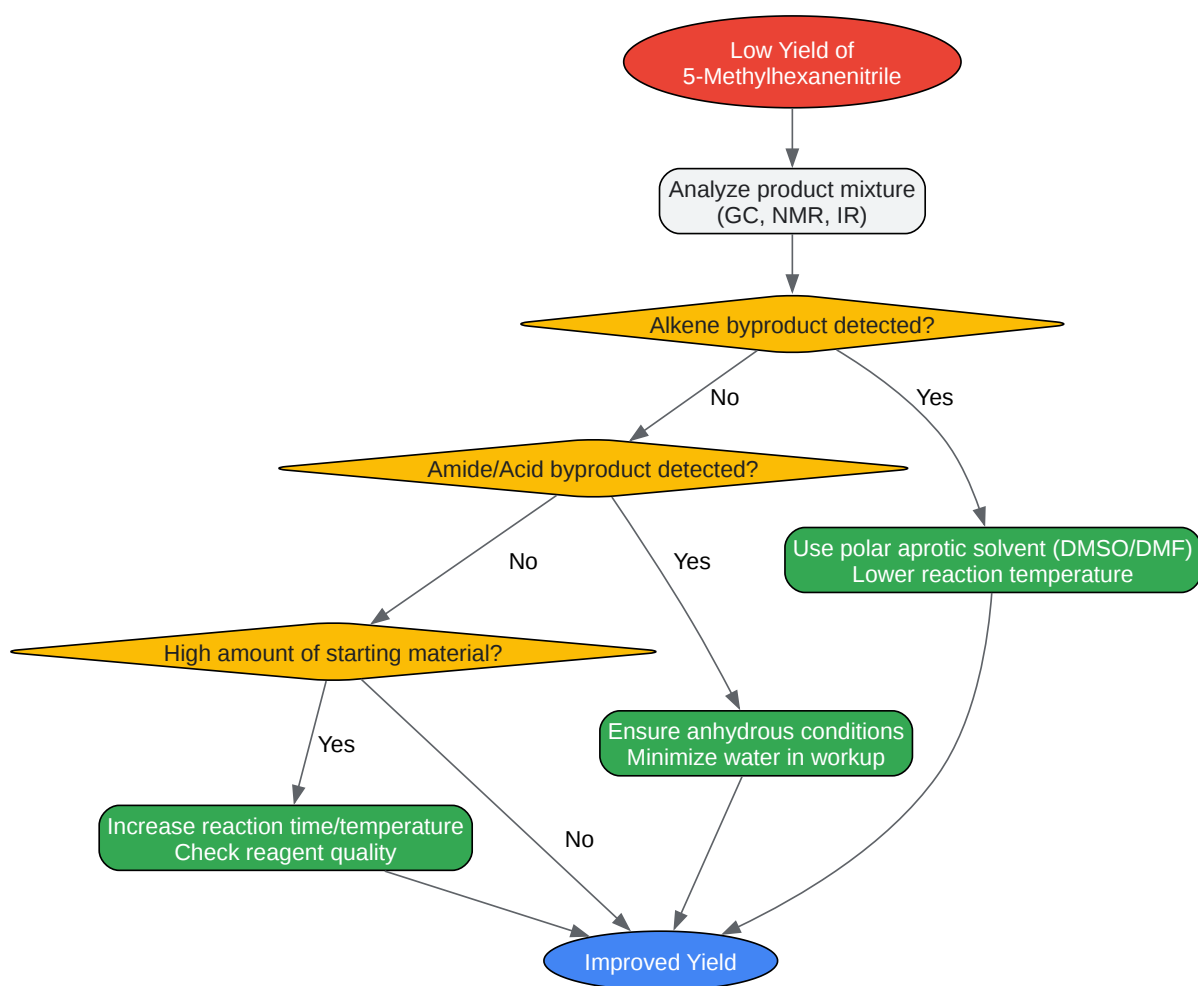 Low Yield of
5-Methylhexanenitrile
Analyze product mixture
(GC, NMR, IR)
Alkene byproduct detected?
No
Yes
Amide/Acid byproduct detected?
Use polar aprotic solvent (DMSO/DMF)
Lower reaction temperature
No
Yes
High amount of starting material?
Ensure anhydrous conditions
Minimize water in workup
Yes
Increase reaction time/temperature
Check reagent quality
No
Improved Yield